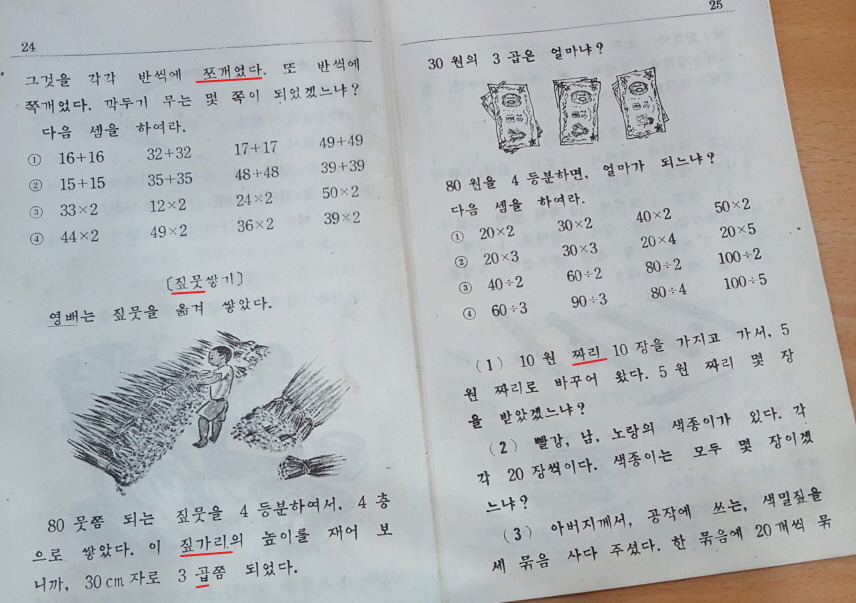 24
그것을 각각 반씩에 쪼개었다. 또 반씩에
쪽개었다. 깍두기 무는 몇 쪽이 되었겠느냐?
다음 셈을 하여라.
① 16+16 32+32 17+17 49+49
② 15+15 35+35 48+48 39+39
③ 33×2 12×2 24×2 50×2
④ 44×2 49×2 36×2 39×2
〔짚뭇쌓기〕
영배는 짚뭇을 옮겨 쌓았다.
80 뭇쯤 되는 짚뭇을 4 등분하여서, 4 층
으로 쌓았다. 이 짚가리의 높이를 재어 보
니까, 30cm 자로 3 곱쯤 되었다.
25
30 원의 3 곱은 얼마냐?
80 원을 4 등분하면, 얼마가 되느냐?
다음 셈을 하여라.
① 20×2 30×2 40×2 50×2
② 20×3 30×3 20×4 20×5
③ 40÷2 60÷2 80÷2 100÷2
④ 60÷3 90÷3 80÷4 100÷5
(1) 10 원 짜리 10 장을 가지고 가서, 5
원 짜리로 바꾸어 왔다. 5 원 짜리 몇 장
을 받았겠느냐?
(2) 빨강, 남, 노랑의 색종이가 있다. 각
각 20 장씩이다. 색종이는 모두 몇 장이겠
느냐?
(3) 아버지께서, 공작에 쓰는, 색밀짚을
세 묶음 사다 주셨다. 한 묶음에 20 개씩 묶